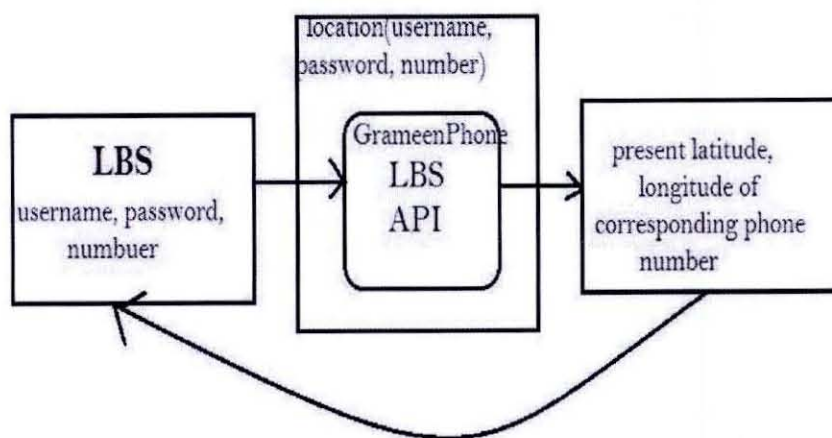 LBS
username, password,
numbuer
location(username,
password, number)
GrameenPhone
LBS
API
present latitude,
longitude of
corresponding phone
number